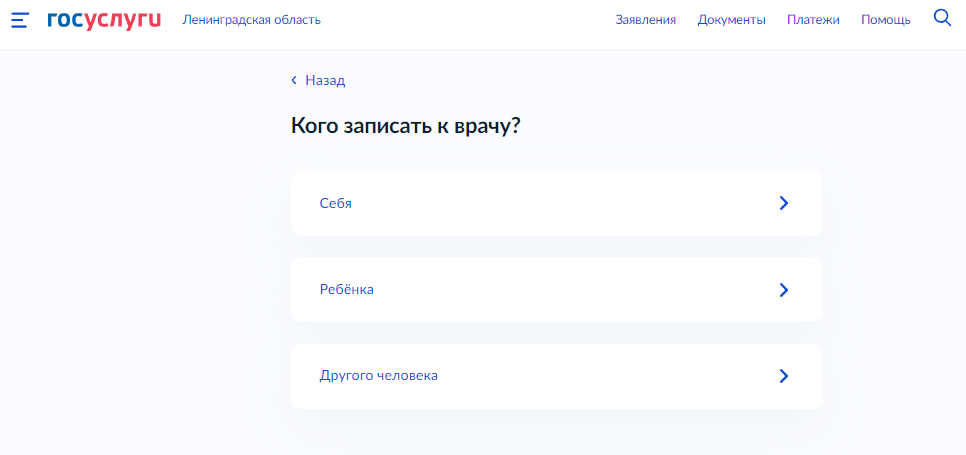 госуслуги Ленинградская область Заявления Документы Платежи Помощь
Назад
Кого записать к врачу?
Себя
Ребёнка
Другого человека